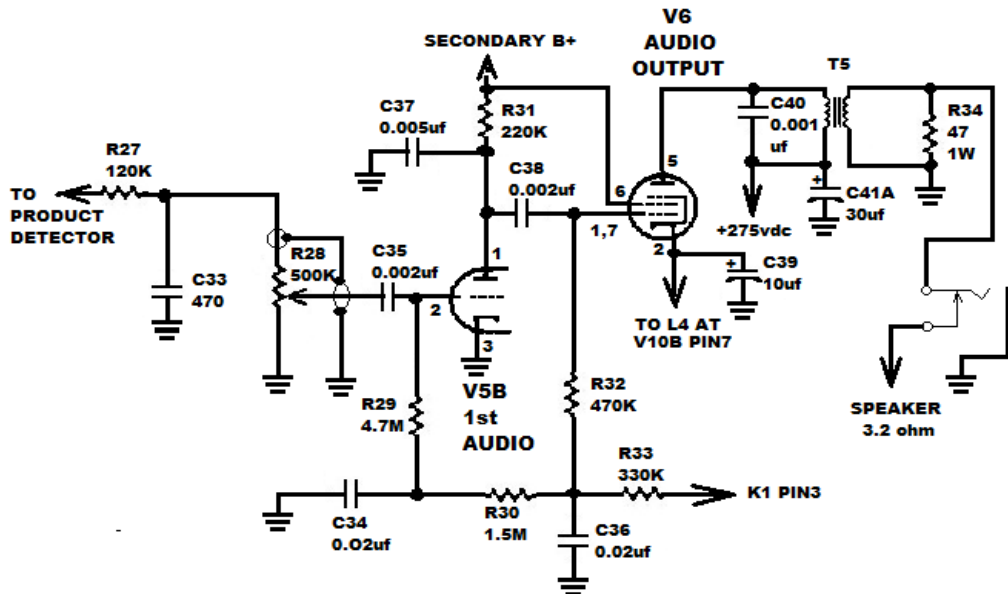 V6
AUDIO
OUTPUT
SECONDARY B+
T5
C37
0.005uf
R31
220K
C40
0.001
uf
R34
47
1W
R27
120K
C38
0.002uf
5
6
1,7
2
C41A
30uf
+
+275vdc
TO
PRODUCT
DETECTOR
R28
500K
C35
0.002uf
1
2
3
C33
470
+
C39
10uf
TO L4 AT
V10B PIN7
V5B
1st
AUDIO
R29
4.7M
R32
470K
SPEAKER
3.2 ohm
R33
330K
K1 PIN3
C34
0.O2uf
R30
1.5M
C36
0.02uf